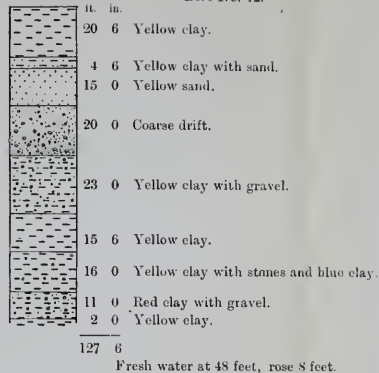 ft. in.
20 6 Yellow clay.
4 6 Yellow clay with sand.
15 0 Yellow sand.
20 0 Coarse drift.
23 0 Yellow clay with gravel.
15 6 Yellow clay.
16 0 Yellow clay with stones and blue clay.
11 0 Red clay with gravel.
2 0 Yellow clay.
127 6
Fresh water at 48 feet, rose 8 feet.